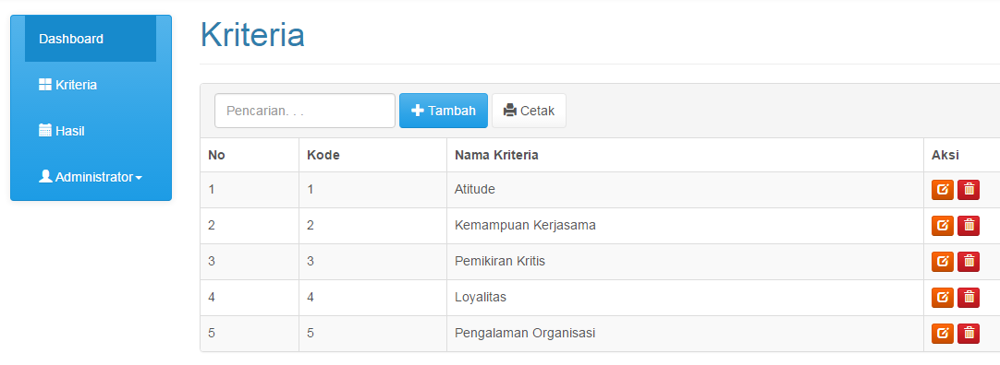 Dashboard
Kriteria
Hasil
Administrator
Kriteria
Pencarian. . .
Tambah
Cetak
No Kode Nama Kriteria Aksi
1 1 Atitude
2 2 Kemampuan Kerjasama
3 3 Pemikiran Kritis
4 4 Loyalitas
5 5 Pengalaman Organisasi